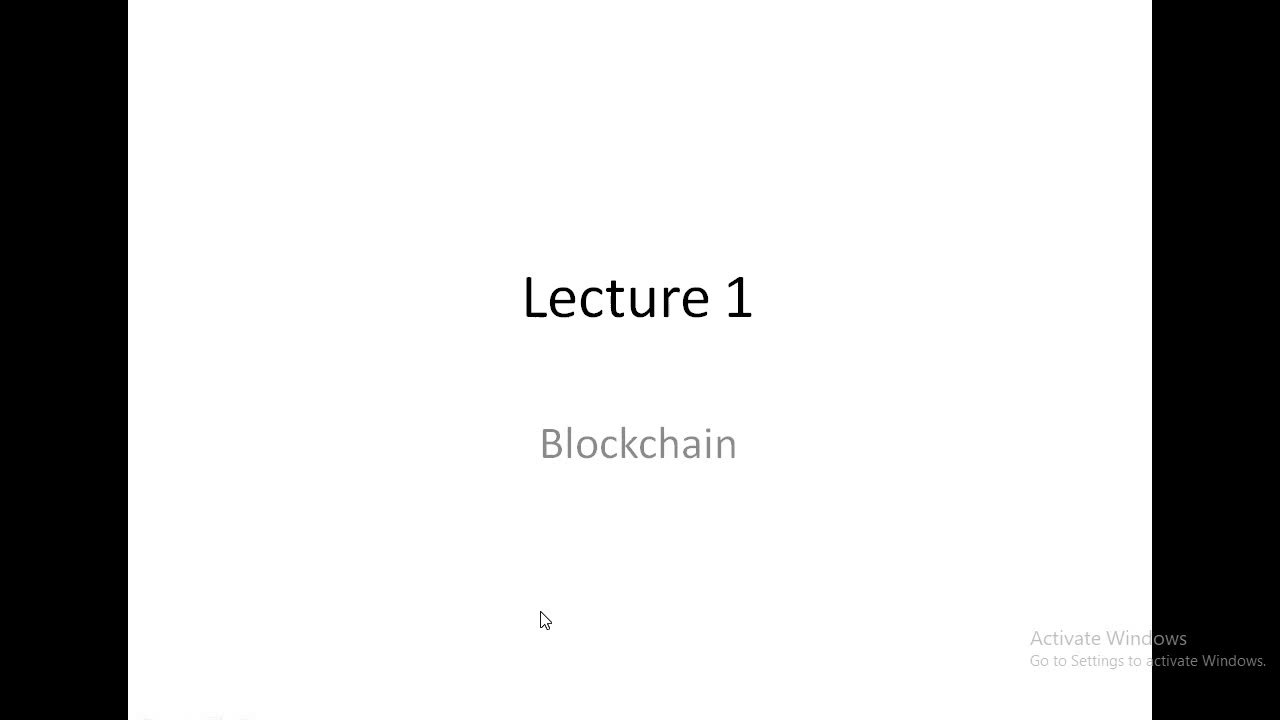 Lecture 1
Blockchain
Activate Windows
Go to Settings to activate Windows.